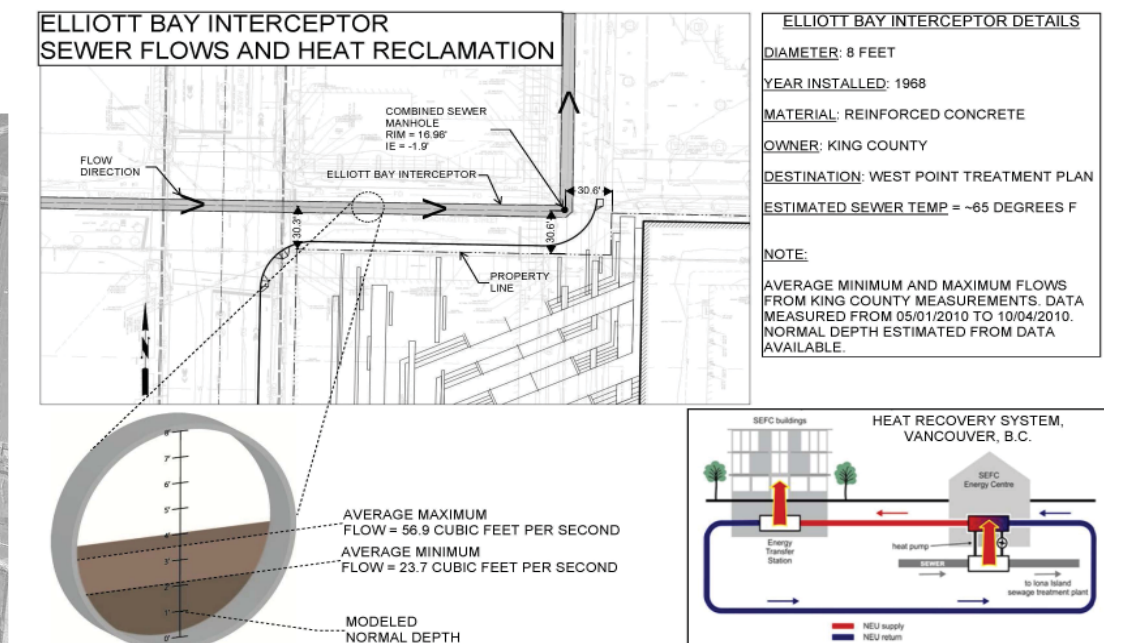 ELLIOTT BAY INTERCEPTOR
SEWER FLOWS AND HEAT RECLAMATION
COMBINED SEWER
MANHOLE
RIM = 16.98'
IE = -1.9'
FLOW
DIRECTION
ELLIOTT BAY INTERCEPTOR
30.6'
30.3'
30.6'
PROPERTY
LINE
N
ELLIOTT BAY INTERCEPTOR DETAILS
DIAMETER: 8 FEET
YEAR INSTALLED: 1968
MATERIAL: REINFORCED CONCRETE
OWNER: KING COUNTY
DESTINATION: WEST POINT TREATMENT PLAN
ESTIMATED SEWER TEMP = ~65 DEGREES F
NOTE:
AVERAGE MINIMUM AND MAXIMUM FLOWS
FROM KING COUNTY MEASUREMENTS. DATA
MEASURED FROM 05/01/2010 TO 10/04/2010.
NORMAL DEPTH ESTIMATED FROM DATA
AVAILABLE.
8'
7'
6'
5'
4'
3'
2'
1'
0'
AVERAGE MAXIMUM
FLOW = 56.9 CUBIC FEET PER SECOND
AVERAGE MINIMUM
FLOW = 23.7 CUBIC FEET PER SECOND
MODELED
NORMAL DEPTH
HEAT RECOVERY SYSTEM,
VANCOUVER, B.C.
SEFC buildings
SEFC
Energy Centre
Energy
Transfer
Station
heat pump
SEWER
to Iona Island
sewage treatment plant
NEU supply
NEU return